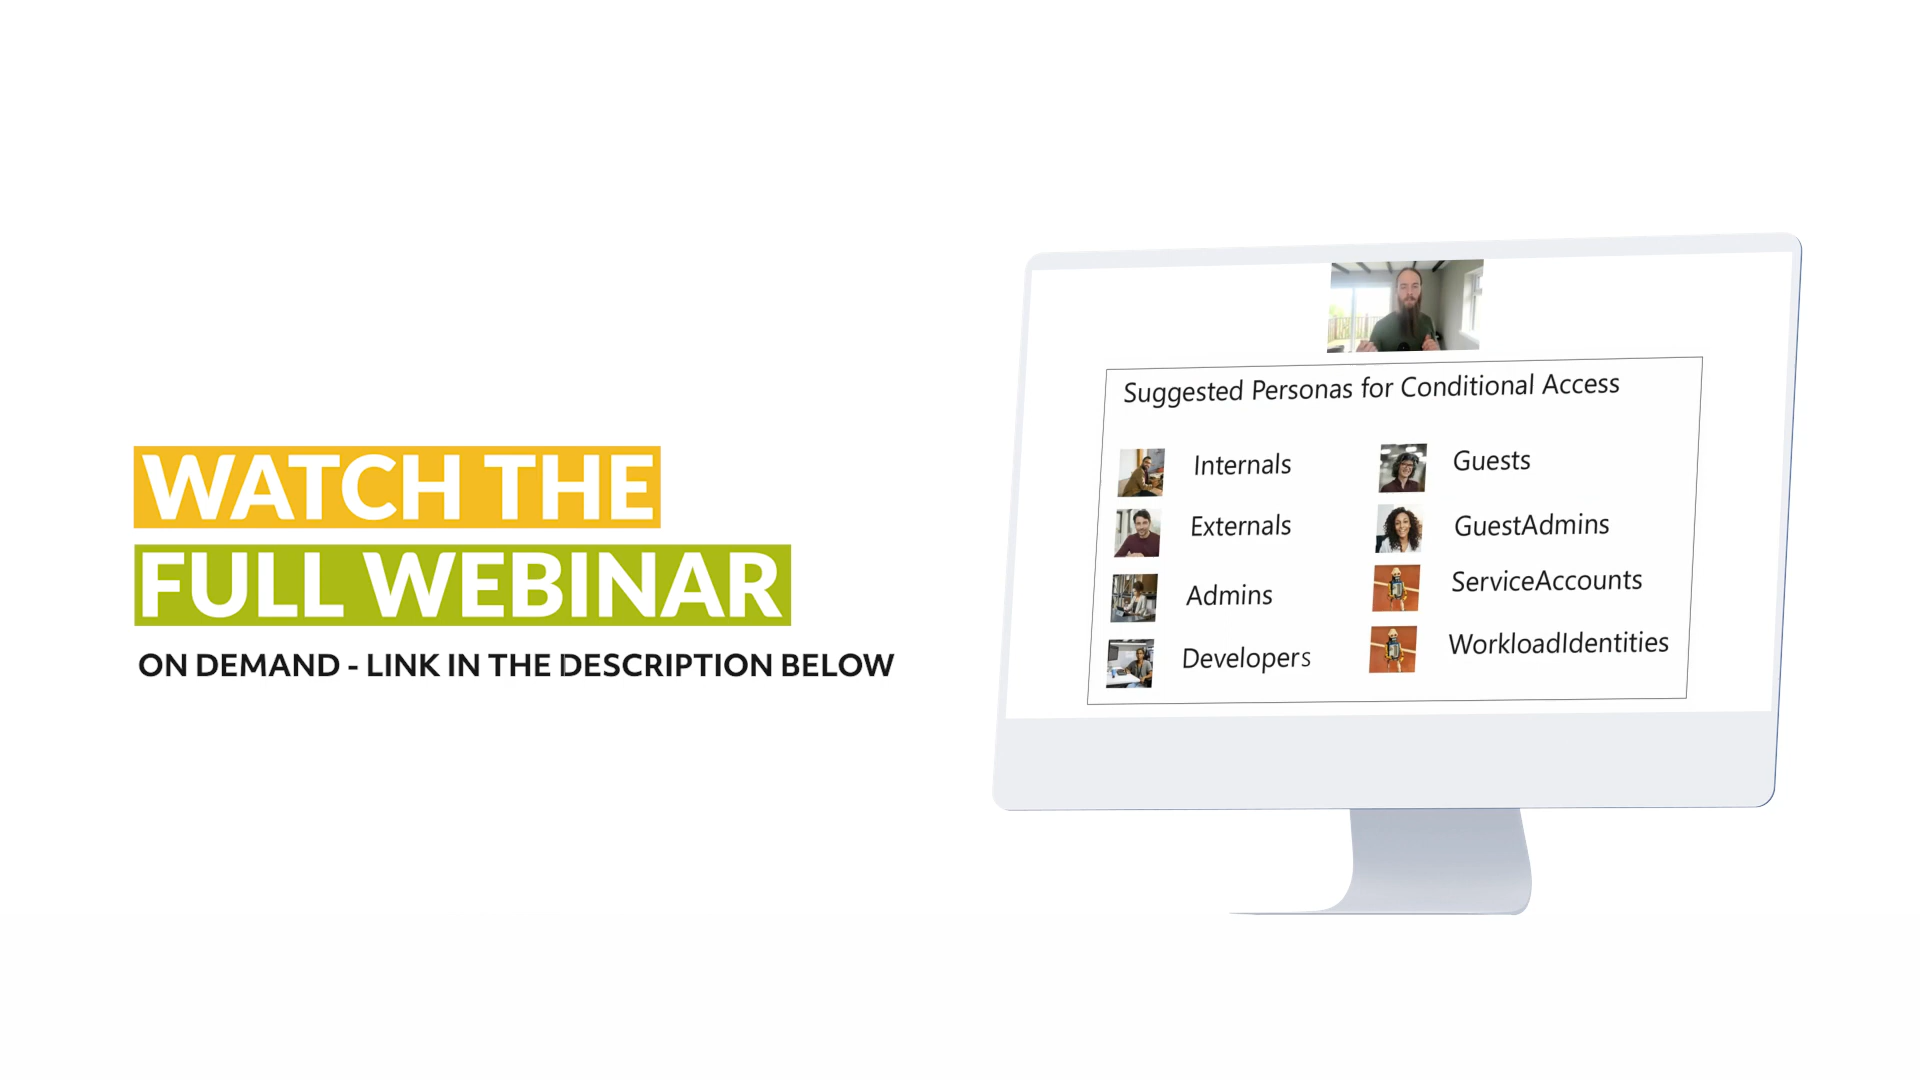 WATCH THE
FULL WEBINAR
ON DEMAND - LINK IN THE DESCRIPTION BELOW
Suggested Personas for Conditional Access
Internals
Externals
Admins
Developers
Guests
GuestAdmins
ServiceAccounts
WorkloadIdentities